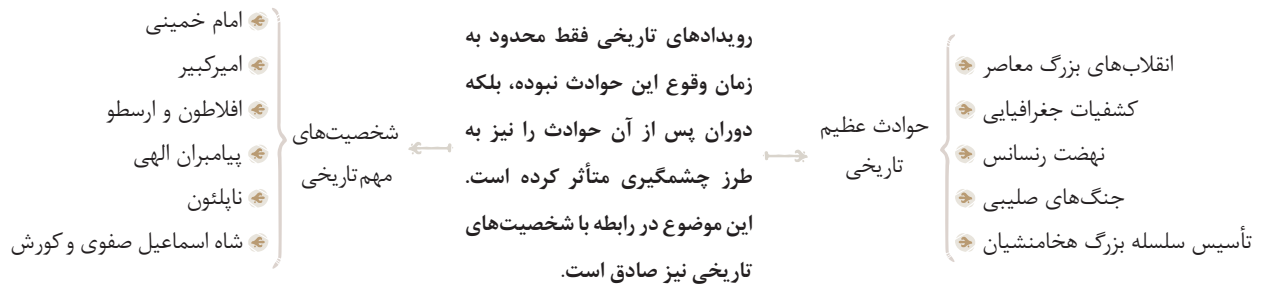 انقلاب‌های بزرگ معاصر
کشفیات جغرافیایی
نهضت رنسانس
جنگ‌های صلیبی
تأسیس سلسله بزرگ هخامنشیان
حوادث عظیم
تاریخی
رویدادهای تاریخی فقط محدود به
زمان وقوع این حوادث نبوده، بلکه
دوران پس از آن حوادث را نیز به
طرز چشمگیری متأثر کرده است.
این موضوع در رابطه با شخصیت‌های
تاریخی نیز صادق است.
شخصیت‌های
مهم تاریخی
امام خمینی
امیرکبیر
افلاطون و ارسطو
پیامبران الهی
ناپلئون
شاه اسماعیل صفوی و کورش